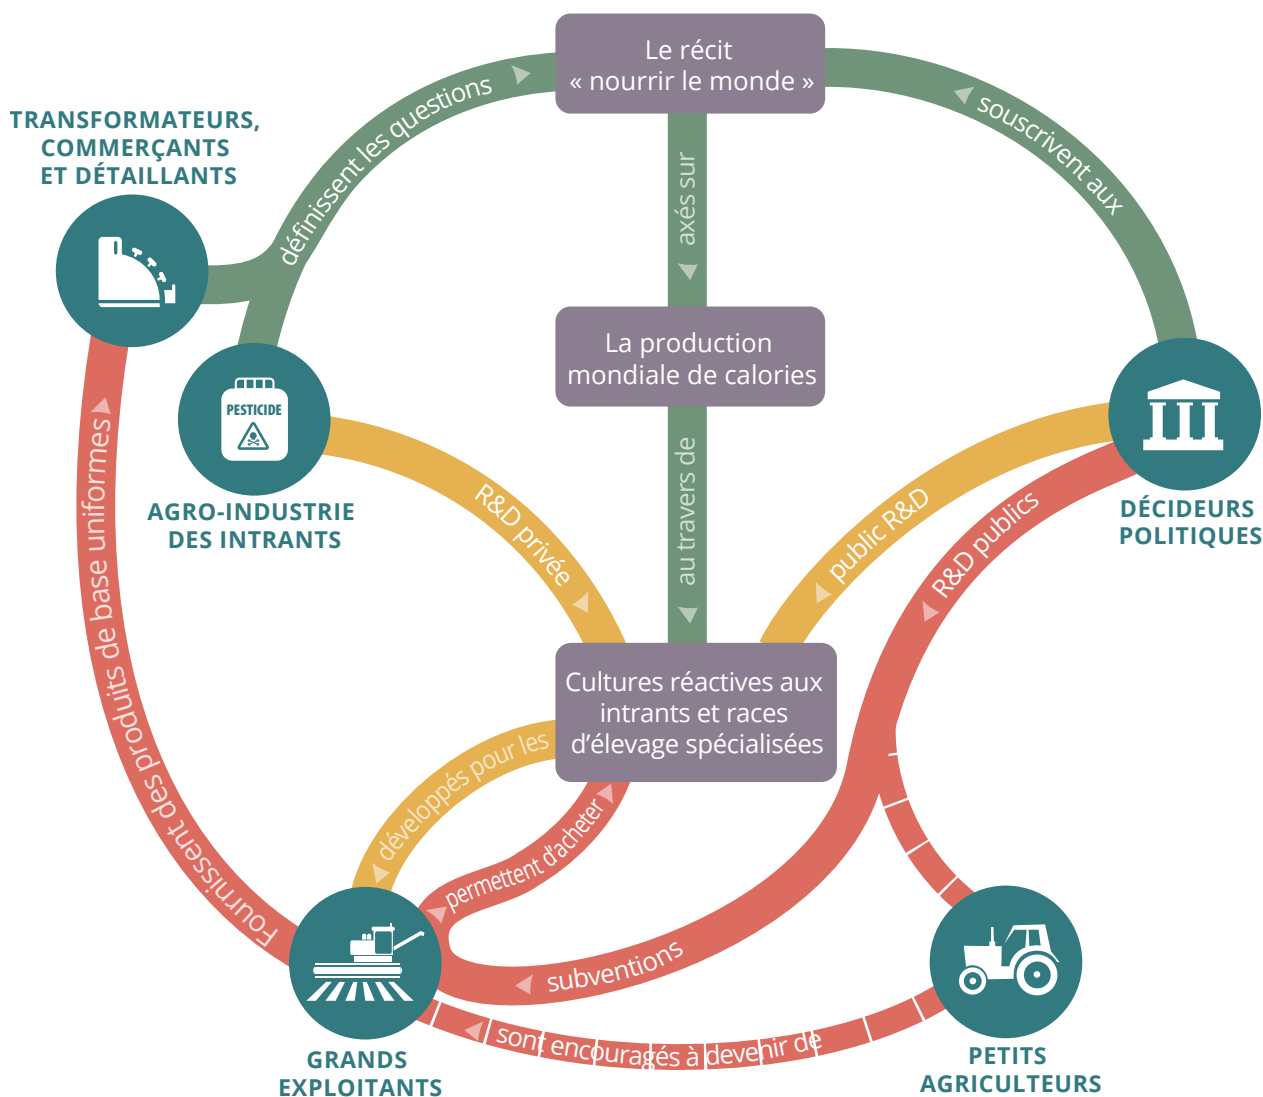 Le récit
« nourrir le monde »
définissent les questions
souscrivent aux
TRANSFORMATEURS,
COMMERÇANTS
ET DÉTAILLANTS
axés sur
La production
mondiale de calories
PESTICIDE
AGRO-INDUSTRIE
DES INTRANTS
DÉCIDEURS
POLITIQUES
R&D privée
au travers de
public R&D
R&D publics
Fournissent des produits de base uniformes
Cultures réactives aux
intrants et races
d'élevage spécialisées
développés pour les
permettent d'acheter
subventions
sont encouragés à devenir de
GRANDS
EXPLOITANTS
PETITS
AGRICULTEURS